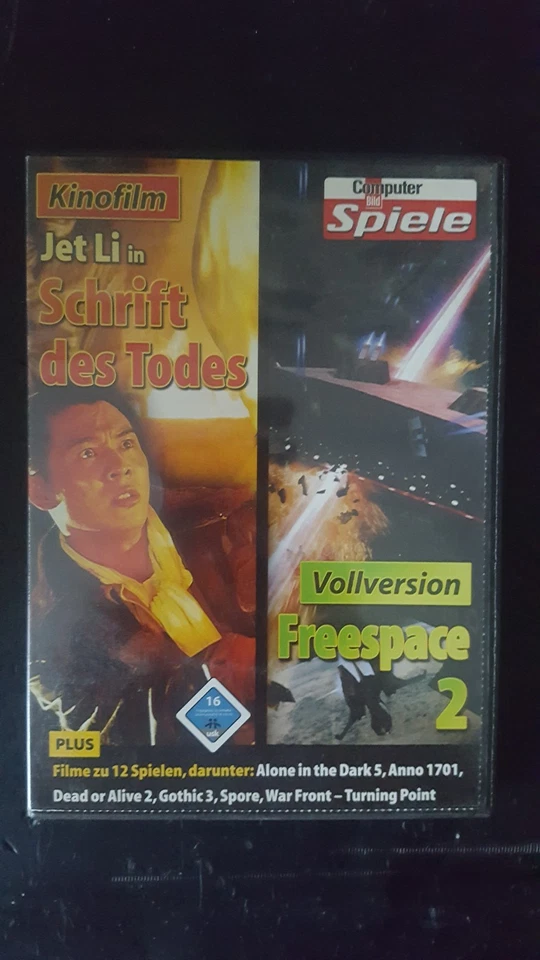 Kinofilm
Jet Li in
Schrift
des Todes
Computer
Bild
Spiele
Vollversion
Freespace
2
16
usk
PLUS
Filme zu 12 Spielen, darunter: Alone in the Dark 5, Anno 1701,
Dead or Alive 2, Gothic 3, Spore, War Front – Turning Point